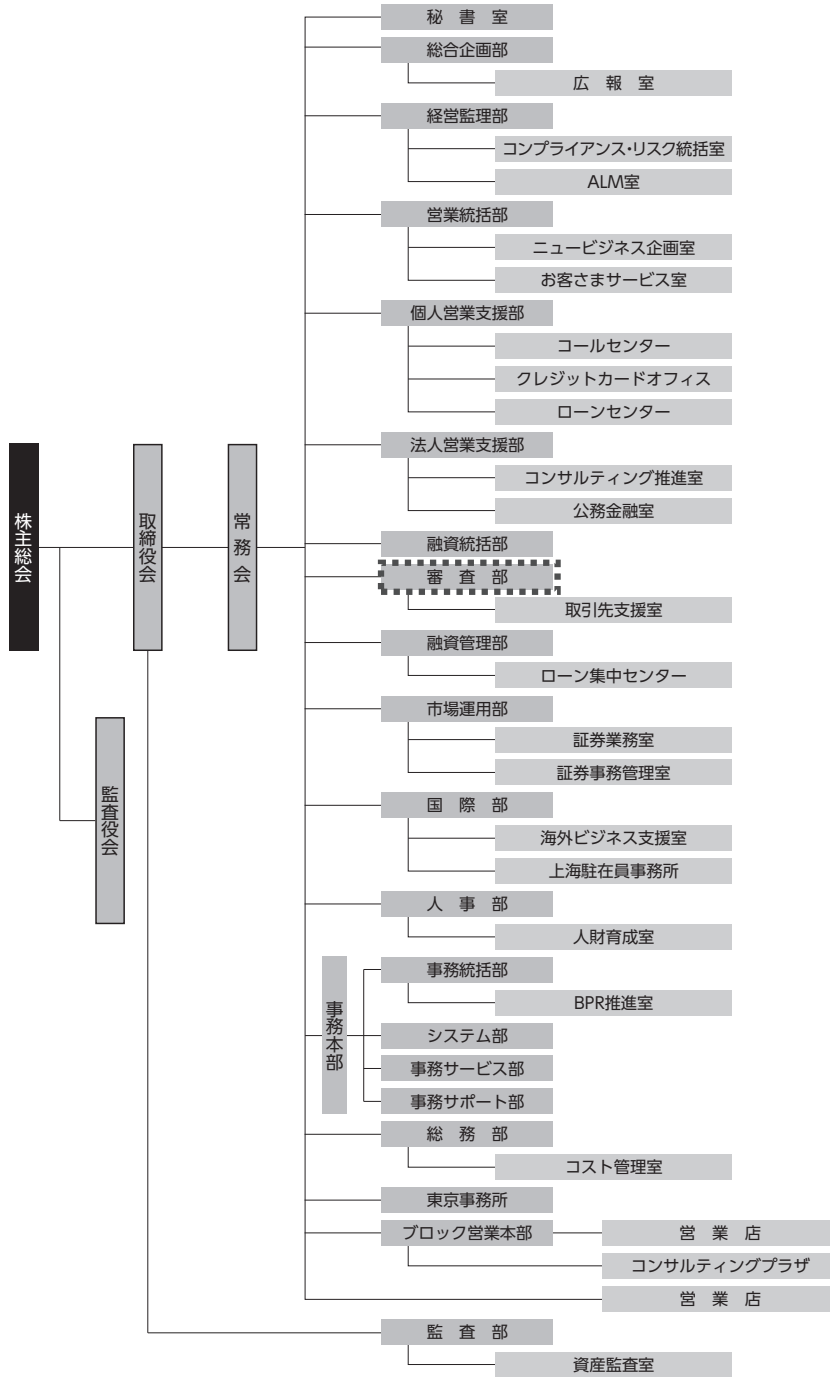 株主総会
取締役会
常務会
監査役会
秘書室
総合企画部
広報室
経営監理部
コンプライアンス・リスク統括室
ALM室
営業統括部
ニュービジネス企画室
お客さまサービス室
個人営業支援部
コールセンター
クレジットカードオフィス
ローンセンター
法人営業支援部
コンサルティング推進室
公務金融室
融資統括部
審査部
取引先支援室
融資管理部
ローン集中センター
市場運用部
証券業務室
証券事務管理室
国際部
海外ビジネス支援室
上海駐在員事務所
人事部
人財育成室
事務本部
事務統括部
BPR推進室
システム部
事務サービス部
事務サポート部
総務部
コスト管理室
東京事務所
ブロック営業本部
営業店
コンサルティングプラザ
営業店
監査部
資産監査室